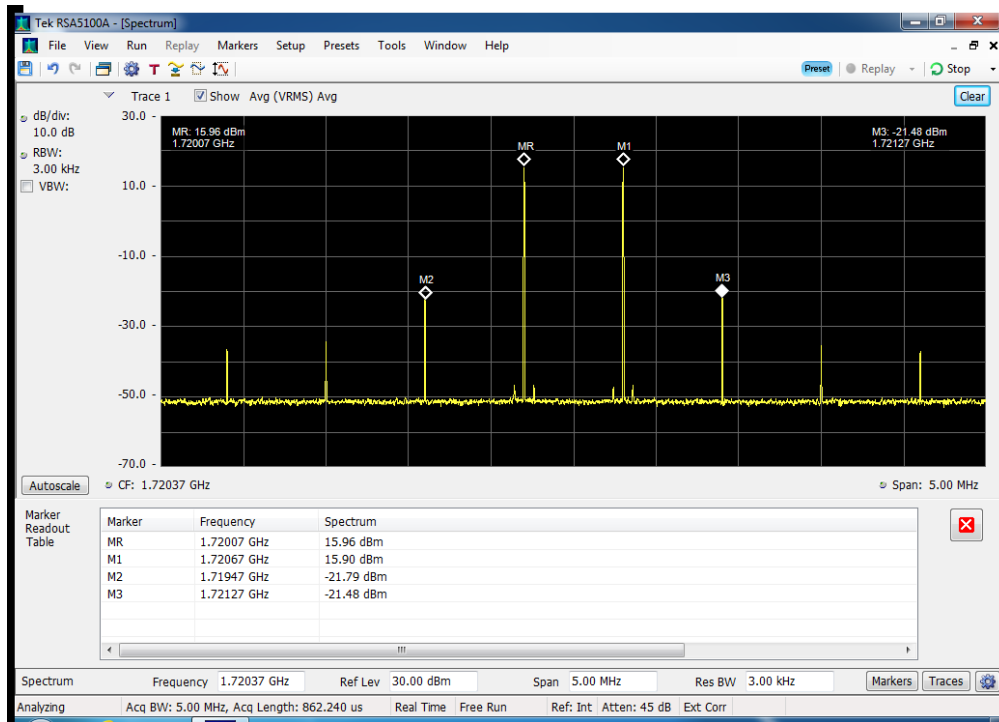 Tek RSA5100A - [Spectrum]
File View Run Replay Markers Setup Presets Tools Window Help
T Preset Replay Stop
Trace 1 Show Avg (VRMS) Avg Clear
dB/div:
10.0 dB
RBW:
3.00 kHz
VBW:
30.0
10.0
-10.0
-30.0
-50.0
-70.0
MR: 15.96 dBm
1.72007 GHz
M3: -21.48 dBm
1.72127 GHz
MR M1
M2 M3
Autoscale CF: 1.72037 GHz Span: 5.00 MHz
Marker
Readout
Table
Marker Frequency Spectrum
MR 1.72007 GHz 15.96 dBm
M1 1.72067 GHz 15.90 dBm
M2 1.71947 GHz -21.79 dBm
M3 1.72127 GHz -21.48 dBm
Spectrum Frequency 1.72037 GHz Ref Lev 30.00 dBm Span 5.00 MHz Res BW 3.00 kHz Markers Traces
Analyzing Acq BW: 5.00 MHz, Acq Length: 862.240 us Real Time Free Run Ref: Int Atten: 45 dB Ext Corr